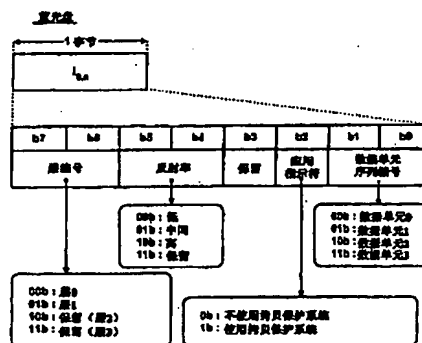 蓝光盘
1 字节
I0,n
b7 b6 b5 b4 b3 b2 b1 b0
层编号 反射率 保留 应用指示符 数据单元序列编号
00b：低
01b：中间
10b：高
11b：保留
00b：数据单元0
01b：数据单元1
10b：数据单元2
11b：数据单元3
00b：层0
01b：层1
10b：保留（层2）
11b：保留（层3）
0b：不使用拷贝保护系统
1b：使用拷贝保护系统